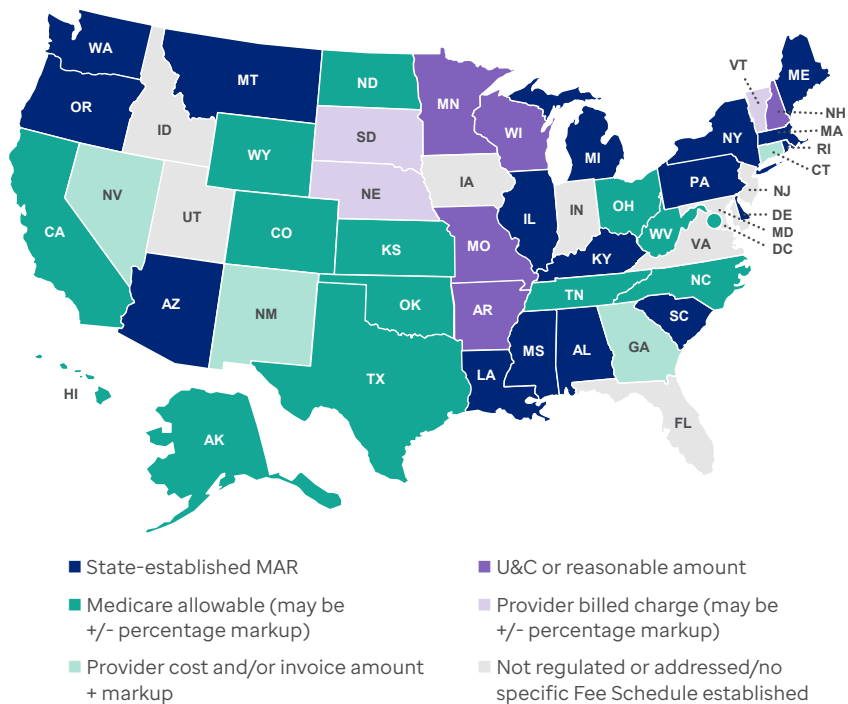 WA
MT
ND
MN
VT
ME
OR
ID
WY
SD
WI
MI
NY
NH
MA
RI
CT
NV
UT
NE
IA
PA
NJ
CA
CO
KS
MO
IL
IN
OH
WV
VA
DE
MD
DC
KY
AZ
NM
OK
AR
TN
NC
SC
TX
LA
MS
AL
GA
FL
HI
AK
State-established MAR
Medicare allowable (may be
+/- percentage markup)
Provider cost and/or invoice amount
+ markup
U&C or reasonable amount
Provider billed charge (may be
+/- percentage markup)
Not regulated or addressed/no
specific Fee Schedule established